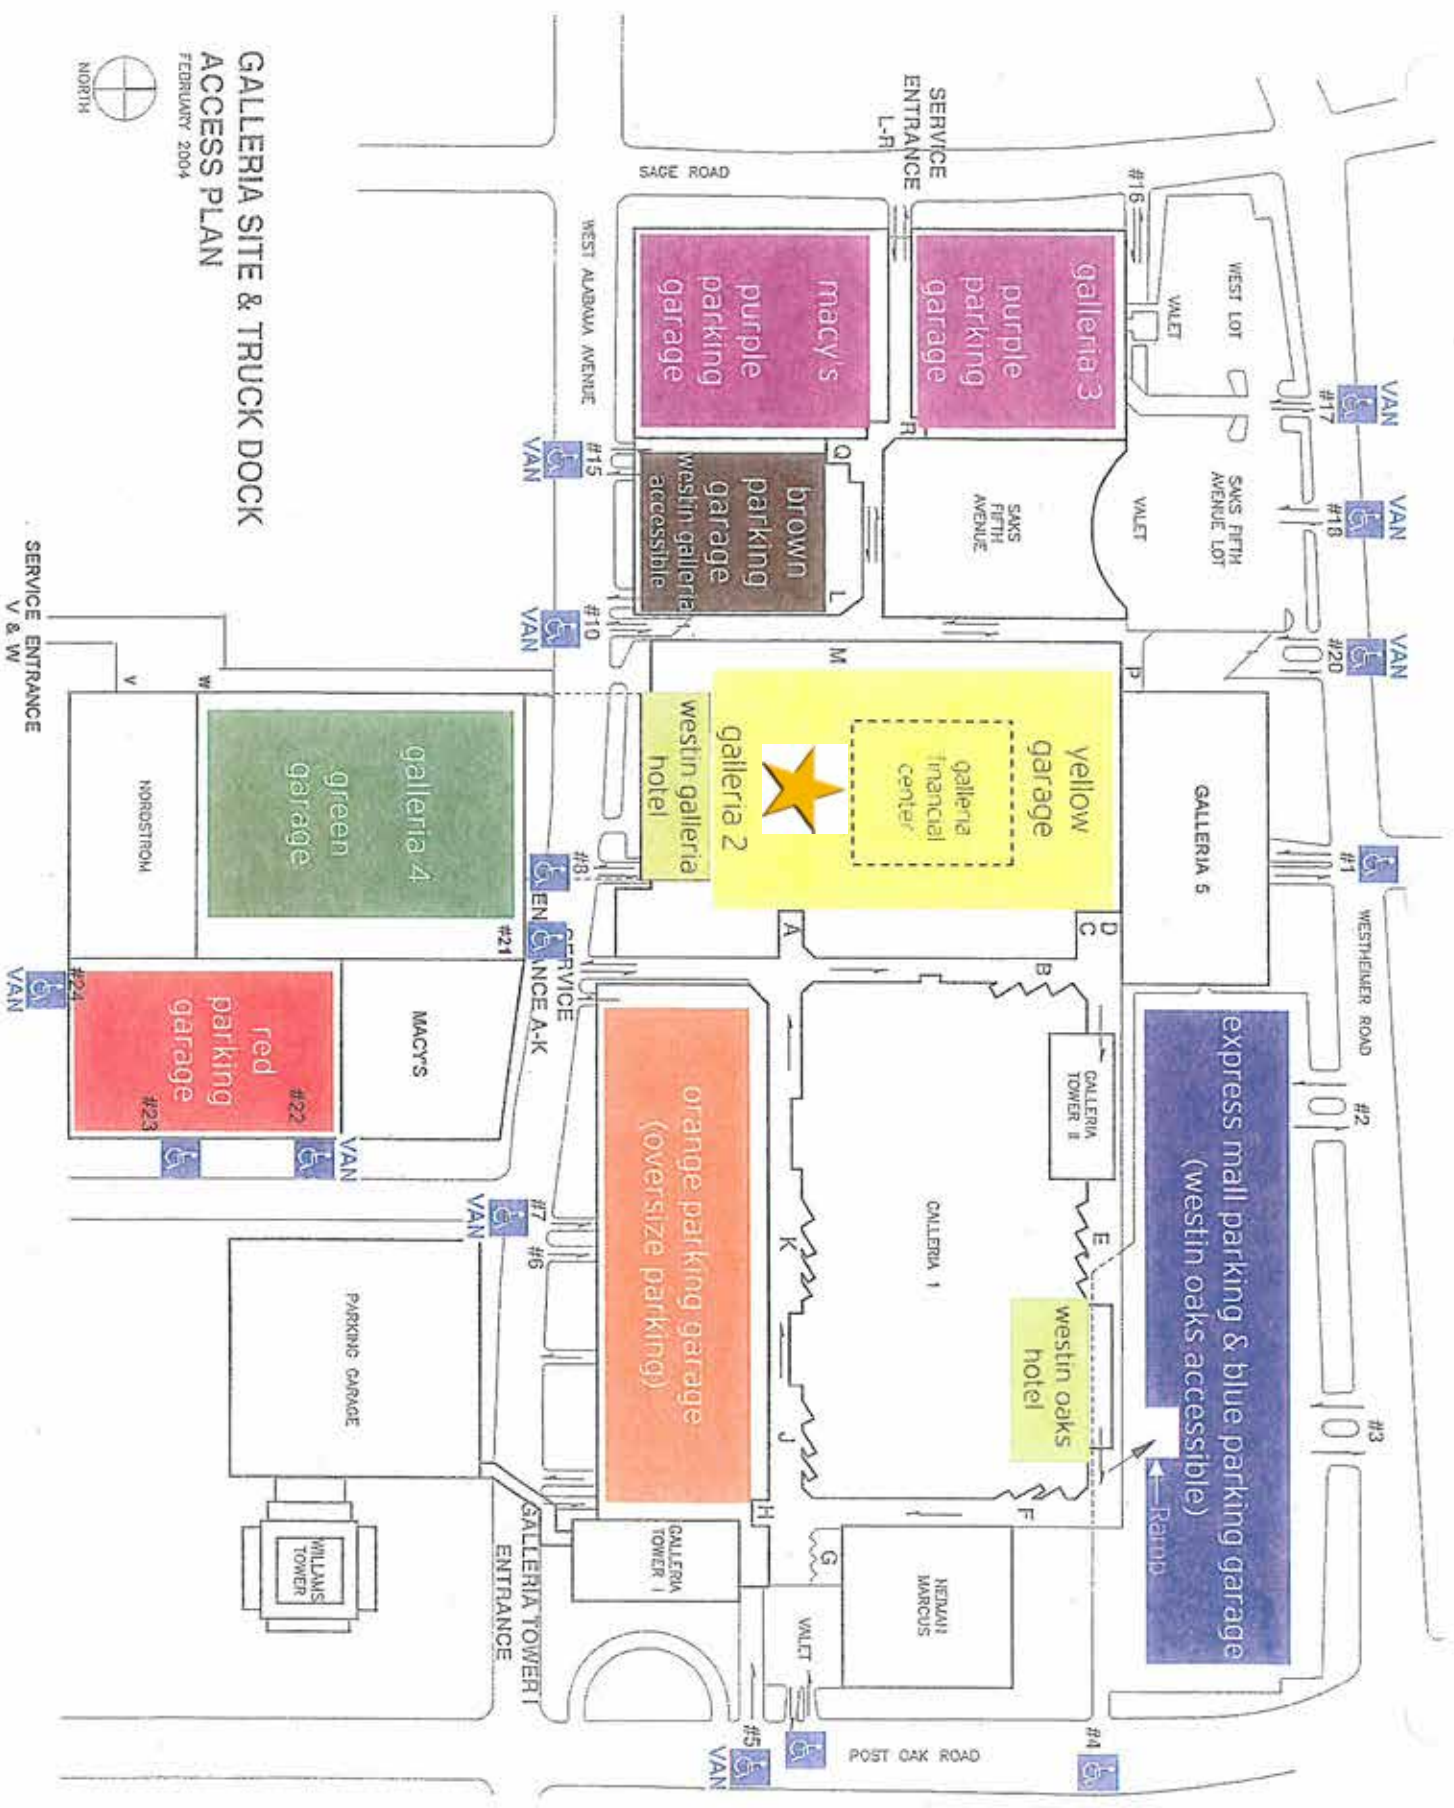 GALLERIA SITE & TRUCK DOCK
ACCESS PLAN
FEBRUARY 2004
NORTH
WESTHEIMER ROAD
SAGE ROAD
WEST ALABAMA AVENUE
POST OAK ROAD
SERVICE
ENTRANCE
L-R
#16
WEST LOT
VALET
VAN
#17
SAKS FIFTH
AVENUE LOT
VALET
VAN
#18
VAN
#20
#1
#2
#3
#4
galleria 3
purple
parking
garage
macy's
purple
parking
garage
R
Q
SAKS
FIFTH
AVENUE
brown
parking
garage
westin galleria
accessible
L
#15
VAN
#10
VAN
M
P
GALLERIA 5
yellow
garage
galleria
financial
center
galleria 2
westin galleria
hotel
#8
D
C
A
B
SERVICE
ENTRANCE A-K
SERVICE ENTRANCE
V & W
V
W
NORDSTROM
galleria 4
green
garage
#21
MACY'S
red
parking
garage
#22
#23
#24
VAN
VAN
express mall parking & blue parking garage
(westin oaks accessible)
Ramp
GALLERIA
TOWER II
E
GALLERIA 1
westin oaks
hotel
F
K
J
H
G
orange parking garage
(oversize parking)
#7
VAN
#6
PARKING GARAGE
WILLIAMS
TOWER
GALLERIA TOWER I
ENTRANCE
GALLERIA
TOWER I
NEIMAN
MARCUS
VALET
#5
VAN